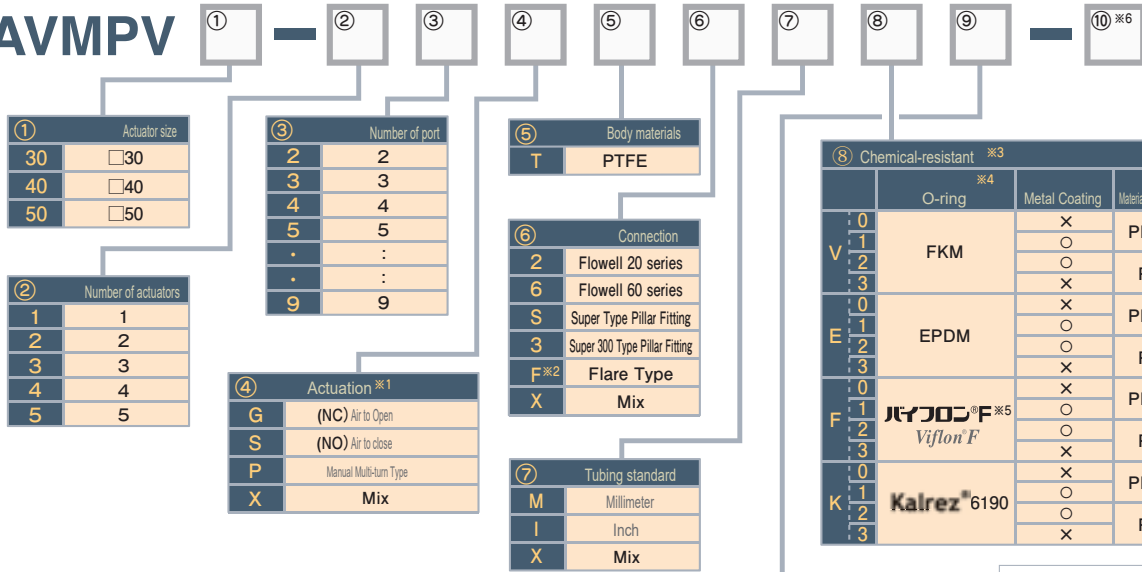 AVMPV ① — ② ③ ④ ⑤ ⑥ ⑦ ⑧ ⑨ — ⑩ ※6
① Actuator size
30 □30
40 □40
50 □50
② Number of actuators
1 1
2 2
3 3
4 4
5 5
③ Number of port
2 2
3 3
4 4
5 5
・ :
・ :
9 9
④ Actuation ※1
G (NC) Air to Open
S (NO) Air to close
P Manual Multi-turn Type
X Mix
⑤ Body materials
T PTFE
⑥ Connection
2 Flowell 20 series
6 Flowell 60 series
S Super Type Pillar Fitting
3 Super 300 Type Pillar Fitting
F※2 Flare Type
X Mix
⑦ Tubing standard
M Millimeter
I Inch
X Mix
⑧ Chemical-resistant ※3
※4
O-ring Metal Coating
V FKM
0 ×
1 ○
2 ○
3 ×
E EPDM
0 ×
1 ○
2 ○
3 ×
F バイフロン®F※5
Viflon®F
0 ×
1 ○
2 ○
3 ×
K Kalrez® 6190
0 ×
1 ○
2 ○
3 ×